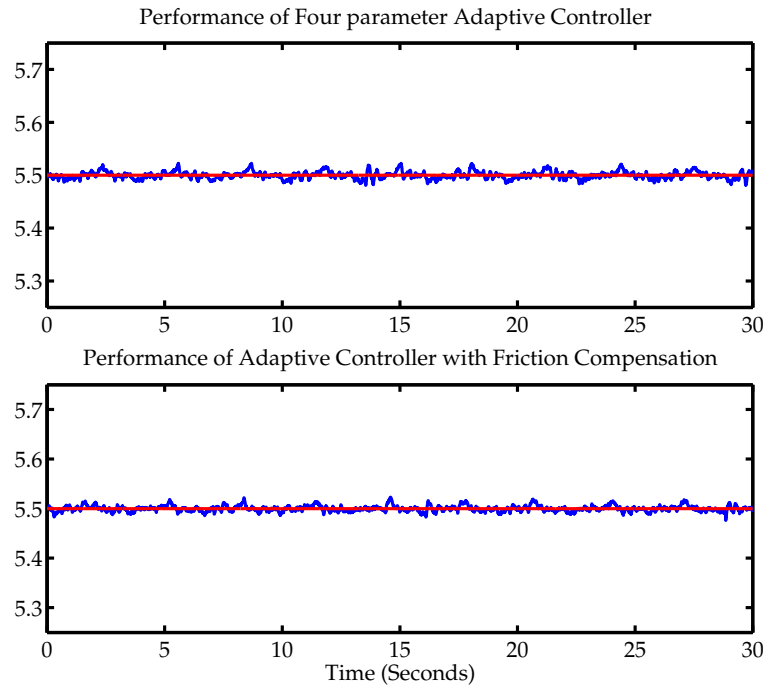 Performance of Four parameter Adaptive Controller
5.7
5.6
5.5
5.4
5.3
0 5 10 15 20 25 30
Performance of Adaptive Controller with Friction Compensation
5.7
5.6
5.5
5.4
5.3
0 5 10 15 20 25 30
Time (Seconds)